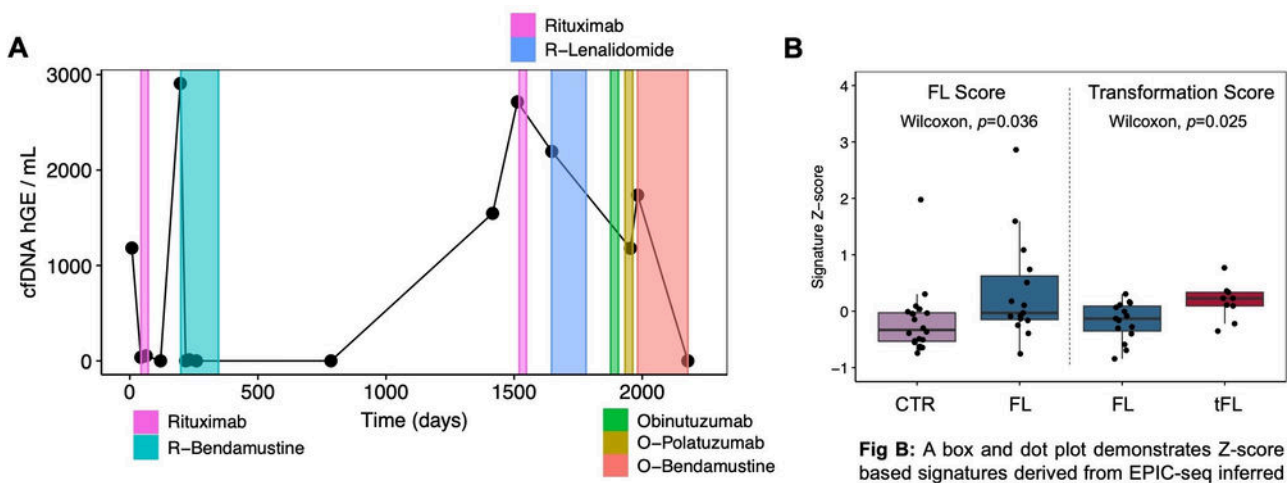 A
Rituximab
R−Lenalidomide
cfDNA hGE / mL
3000
2000
1000
0
0
500
1000
1500
2000
Time (days)
Rituximab
R−Bendamustine
Obinutuzumab
O−Polatuzumab
O−Bendamustine
B
Signature Z−score
4
3
2
1
0
−1
FL Score
Wilcoxon, p=0.036
Transformation Score
Wilcoxon, p=0.025
CTR
FL
FL
tFL
Fig B: A box and dot plot demonstrates Z-score
based signatures derived from EPIC-seq inferred